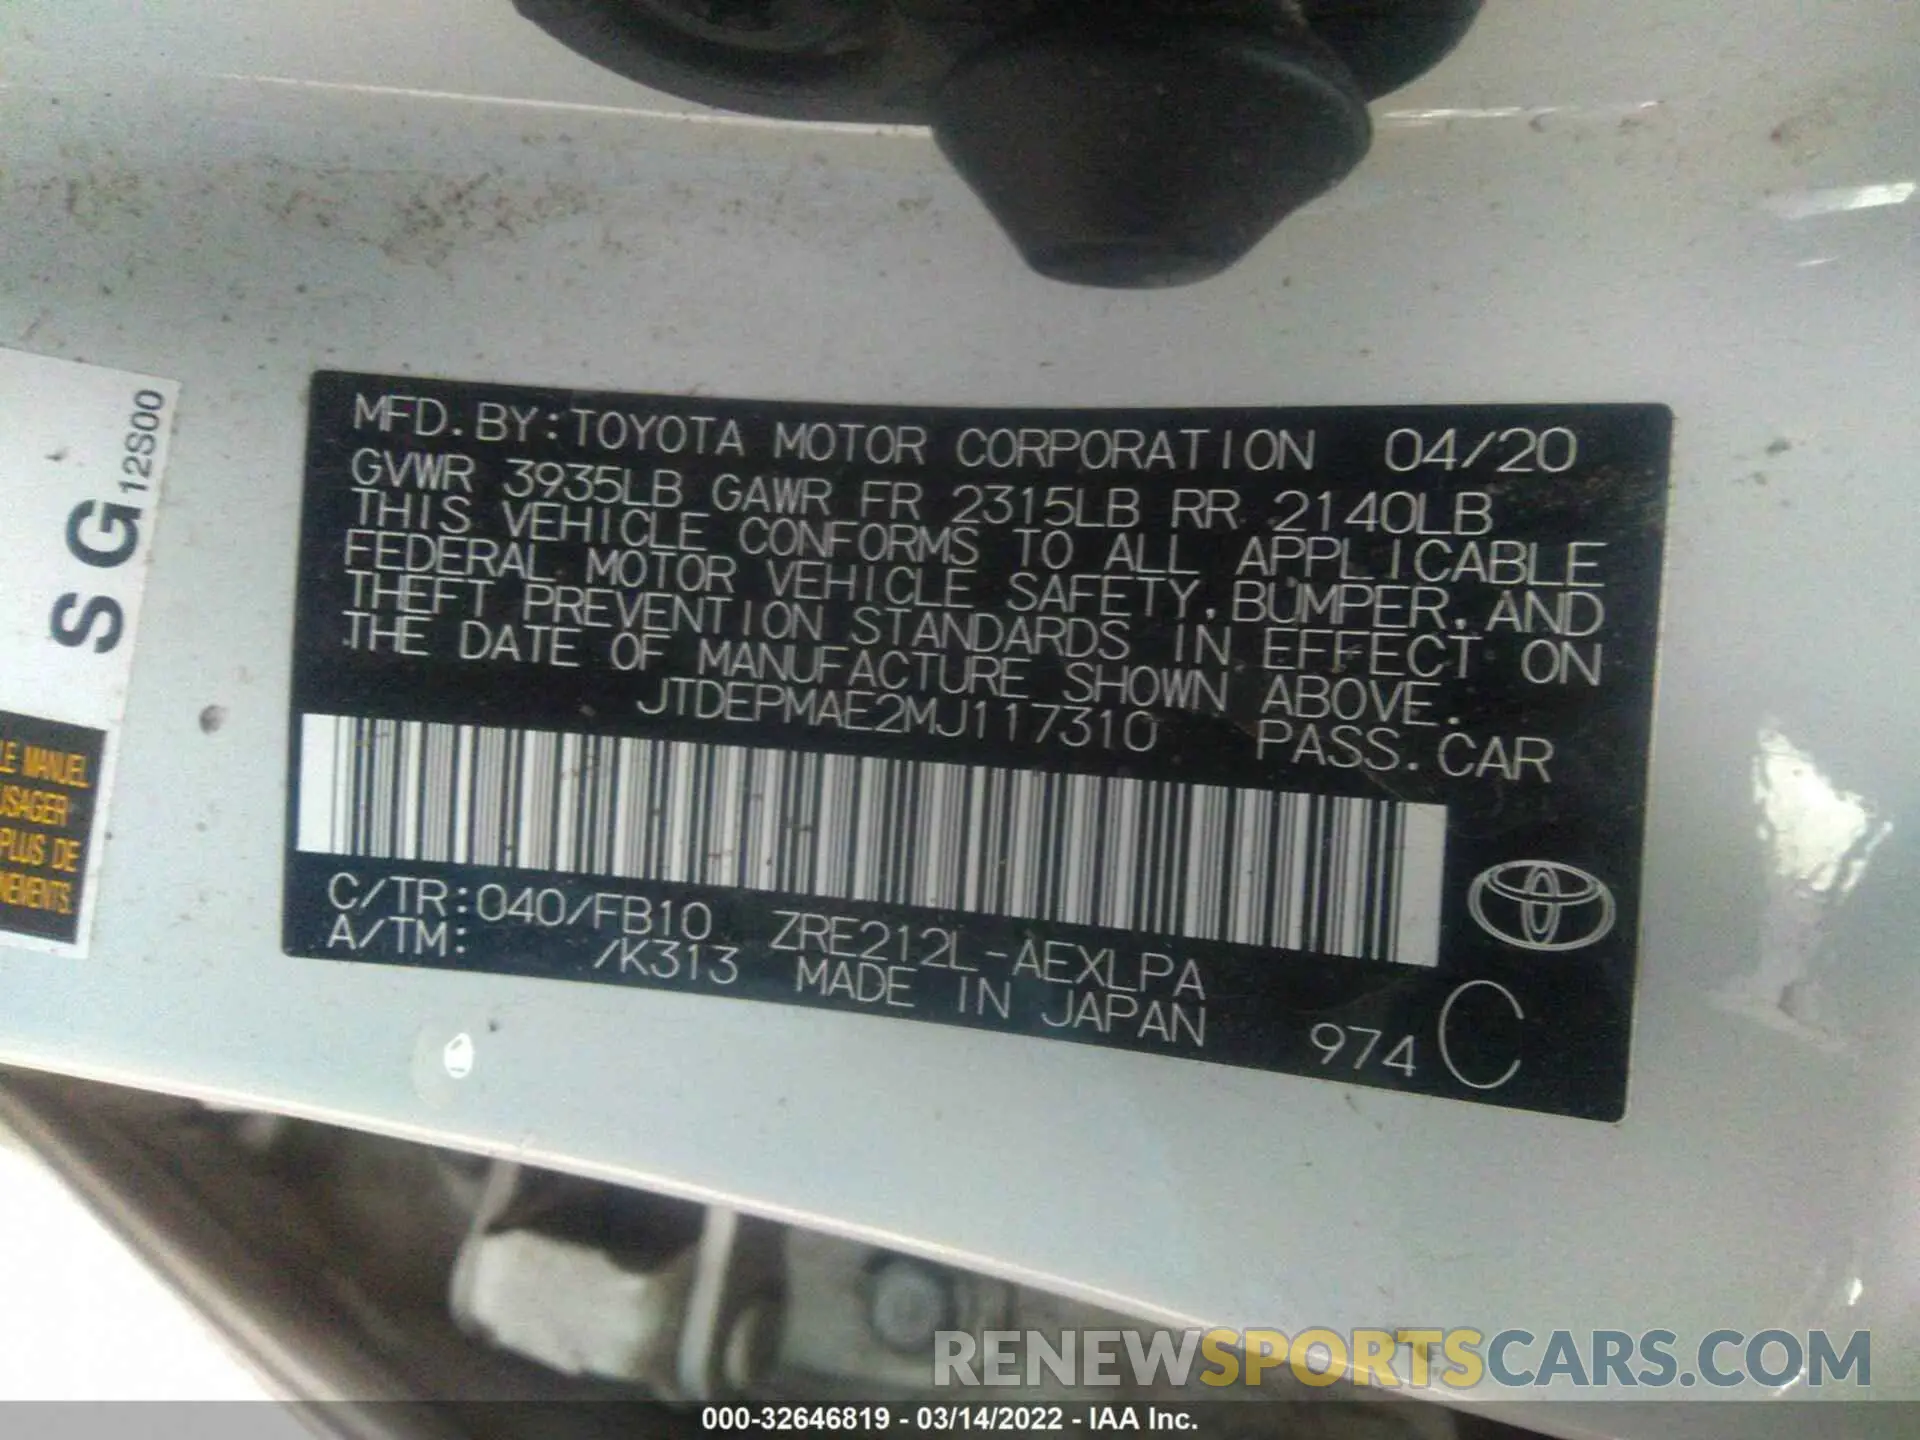 MFD. BY: TOYOTA MOTOR CORPORATION 04/20
GVWR 3935LB GAWR FR 2315LB RR 2140LB
THIS VEHICLE CONFORMS TO ALL APPLICABLE
FEDERAL MOTOR VEHICLE SAFETY, BUMPER, AND
THEFT PREVENTION STANDARDS IN EFFECT ON
THE DATE OF MANUFACTURE SHOWN ABOVE.
JTDEPMAE2MJ117310 PASS. CAR
C/TR: 040/FB10 ZRE212L-AEXLPA
A/TM: /K313 MADE IN JAPAN
974 C
SG12S00
LE MANUEL
USAGER
PLUS DE
NEMENTS.
RENEWSPORTSCARS.COM
000-32646819 - 03/14/2022 - IAA Inc.